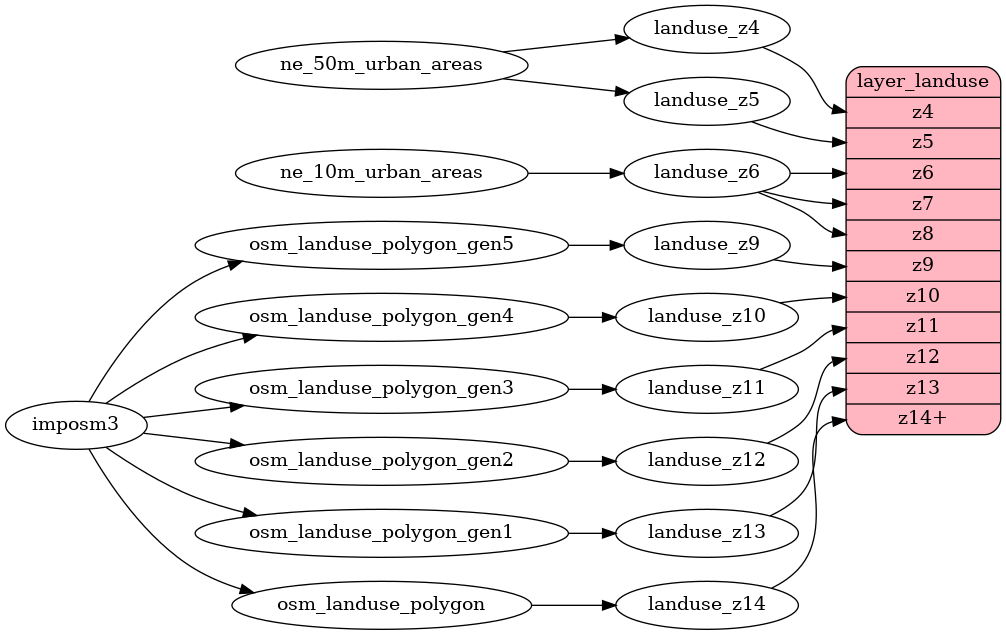 landuse_z4
ne_50m_urban_areas
landuse_z5
ne_10m_urban_areas
landuse_z6
osm_landuse_polygon_gen5
landuse_z9
osm_landuse_polygon_gen4
landuse_z10
osm_landuse_polygon_gen3
landuse_z11
imposm3
osm_landuse_polygon_gen2
landuse_z12
osm_landuse_polygon_gen1
landuse_z13
osm_landuse_polygon
landuse_z14
layer_landuse
z4
z5
z6
z7
z8
z9
z10
z11
z12
z13
z14+